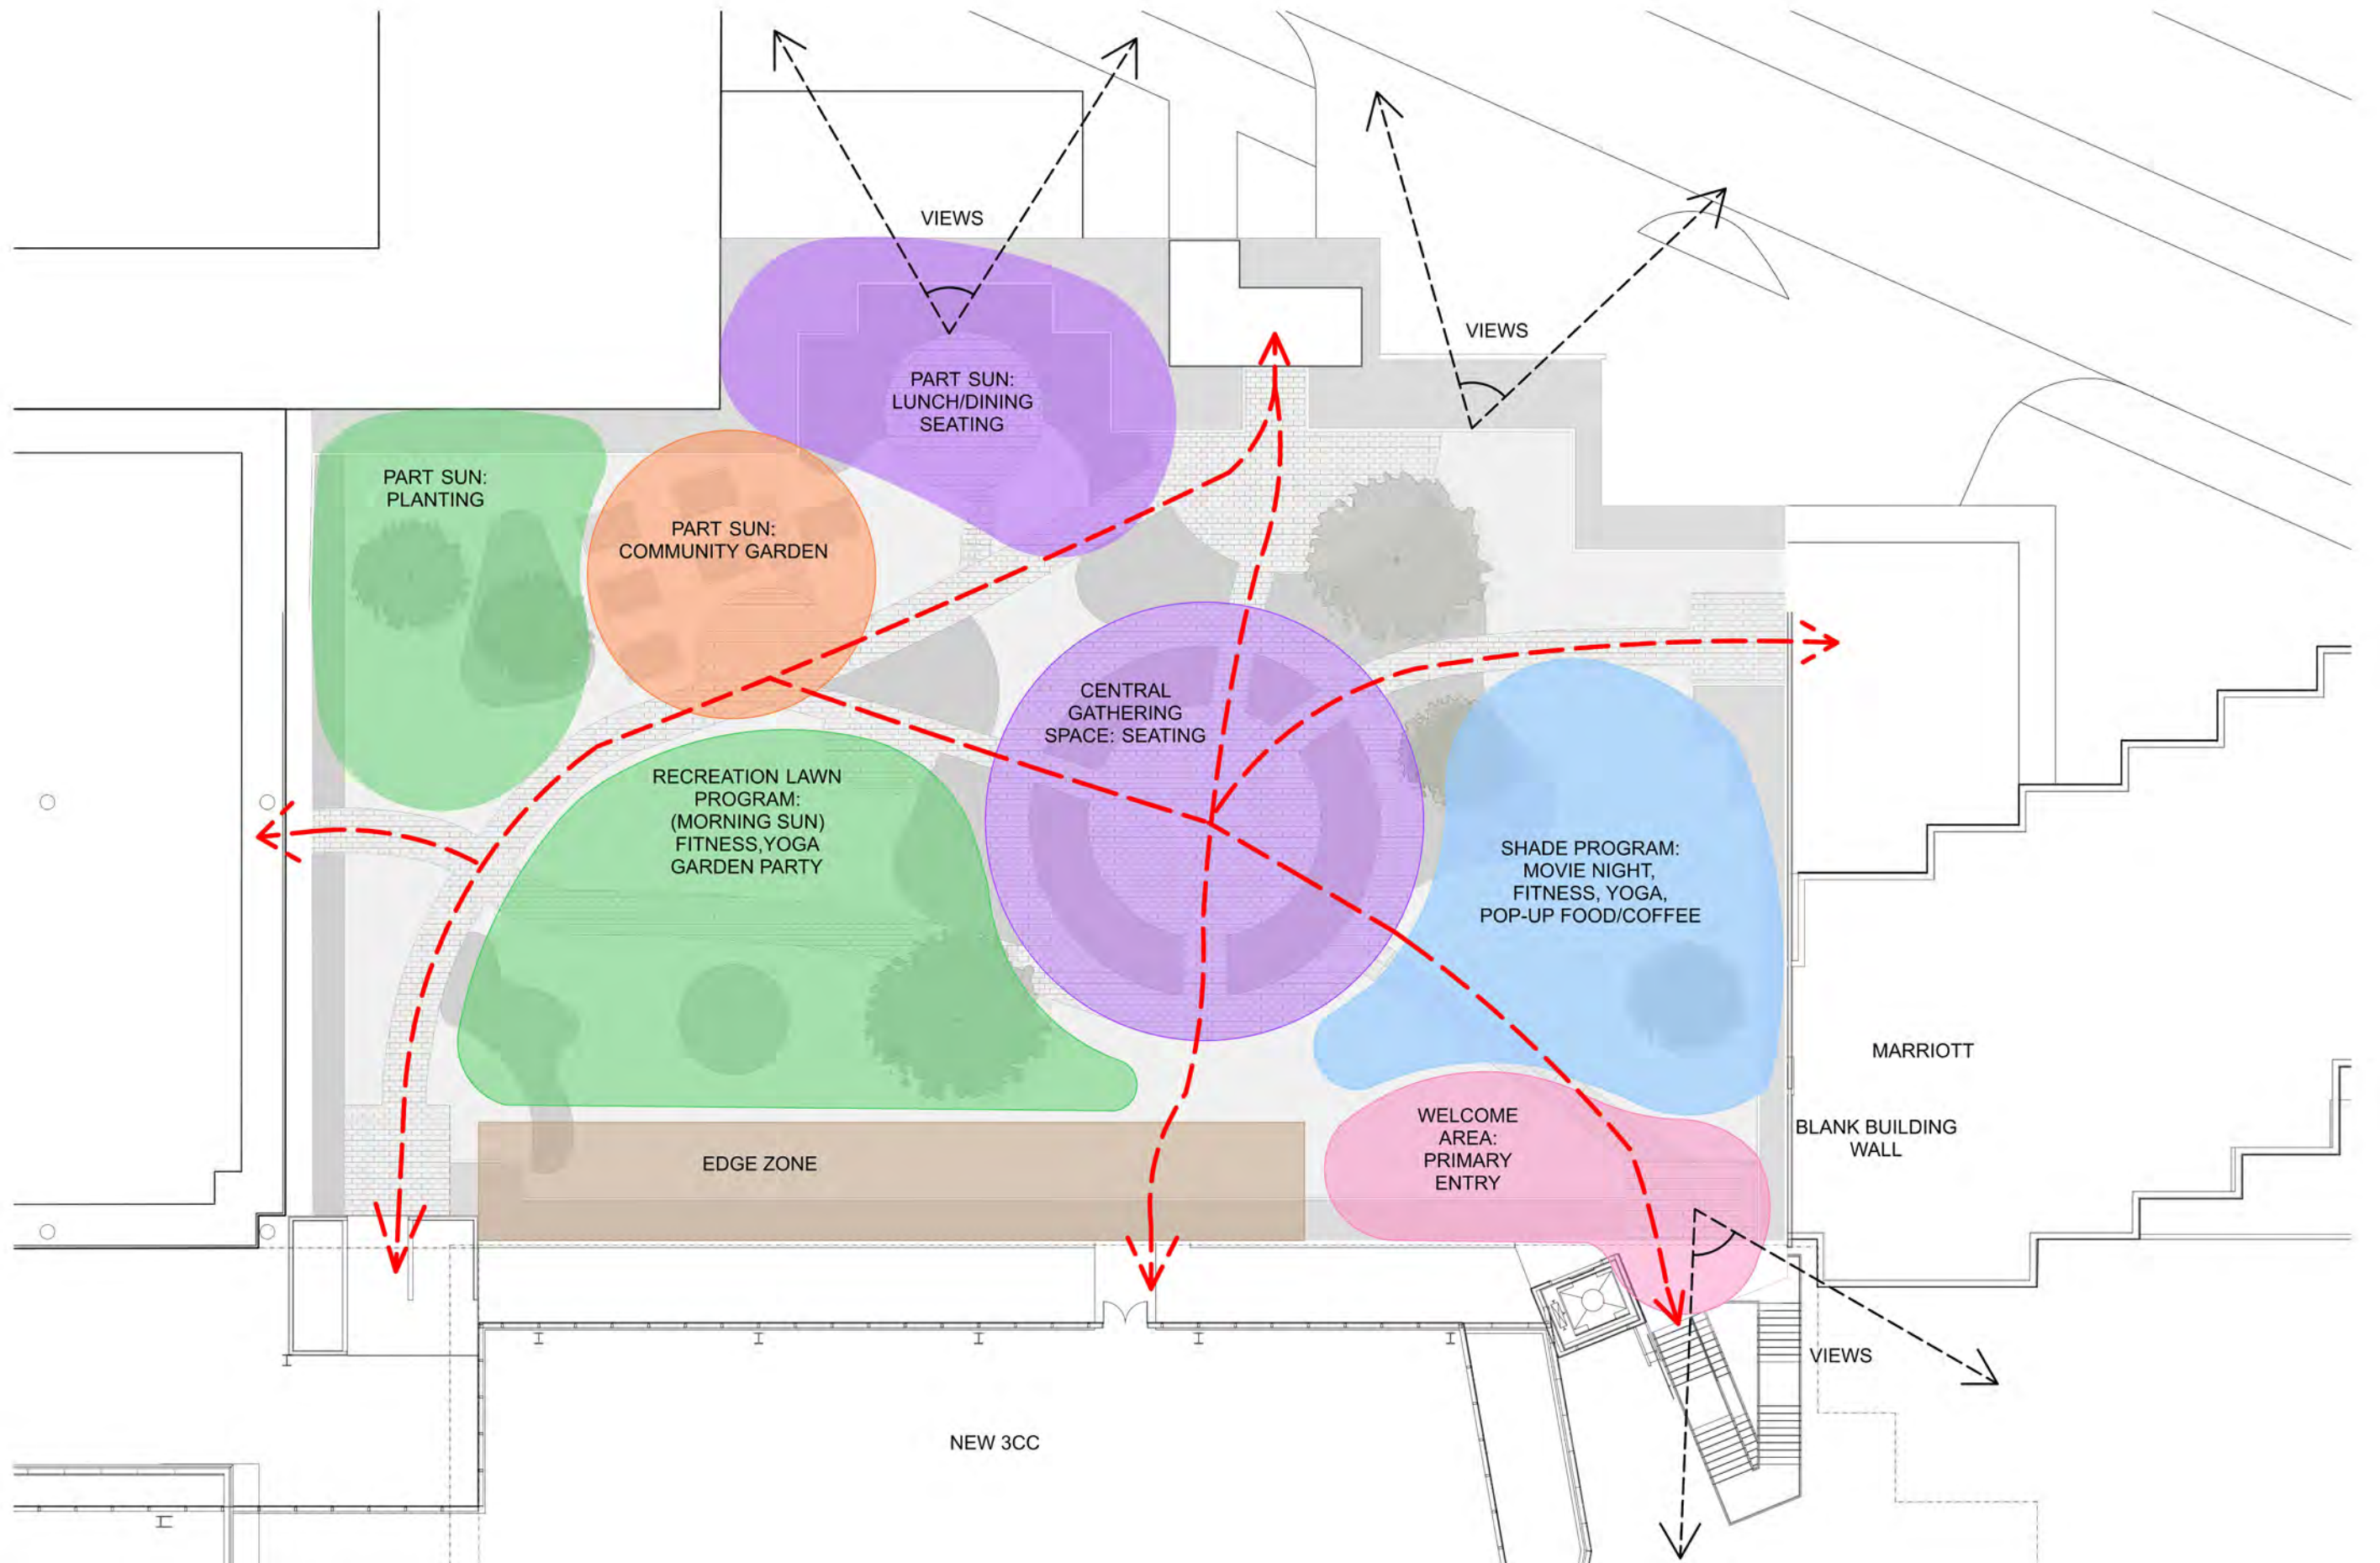 VIEWS
VIEWS
PART SUN:
LUNCH/DINING
SEATING
PART SUN:
PLANTING
PART SUN:
COMMUNITY GARDEN
CENTRAL
GATHERING
SPACE: SEATING
RECREATION LAWN
PROGRAM:
(MORNING SUN)
FITNESS,YOGA
GARDEN PARTY
SHADE PROGRAM:
MOVIE NIGHT,
FITNESS, YOGA,
POP-UP FOOD/COFFEE
MARRIOTT
BLANK BUILDING
WALL
WELCOME
AREA:
PRIMARY
ENTRY
EDGE ZONE
VIEWS
NEW 3CC